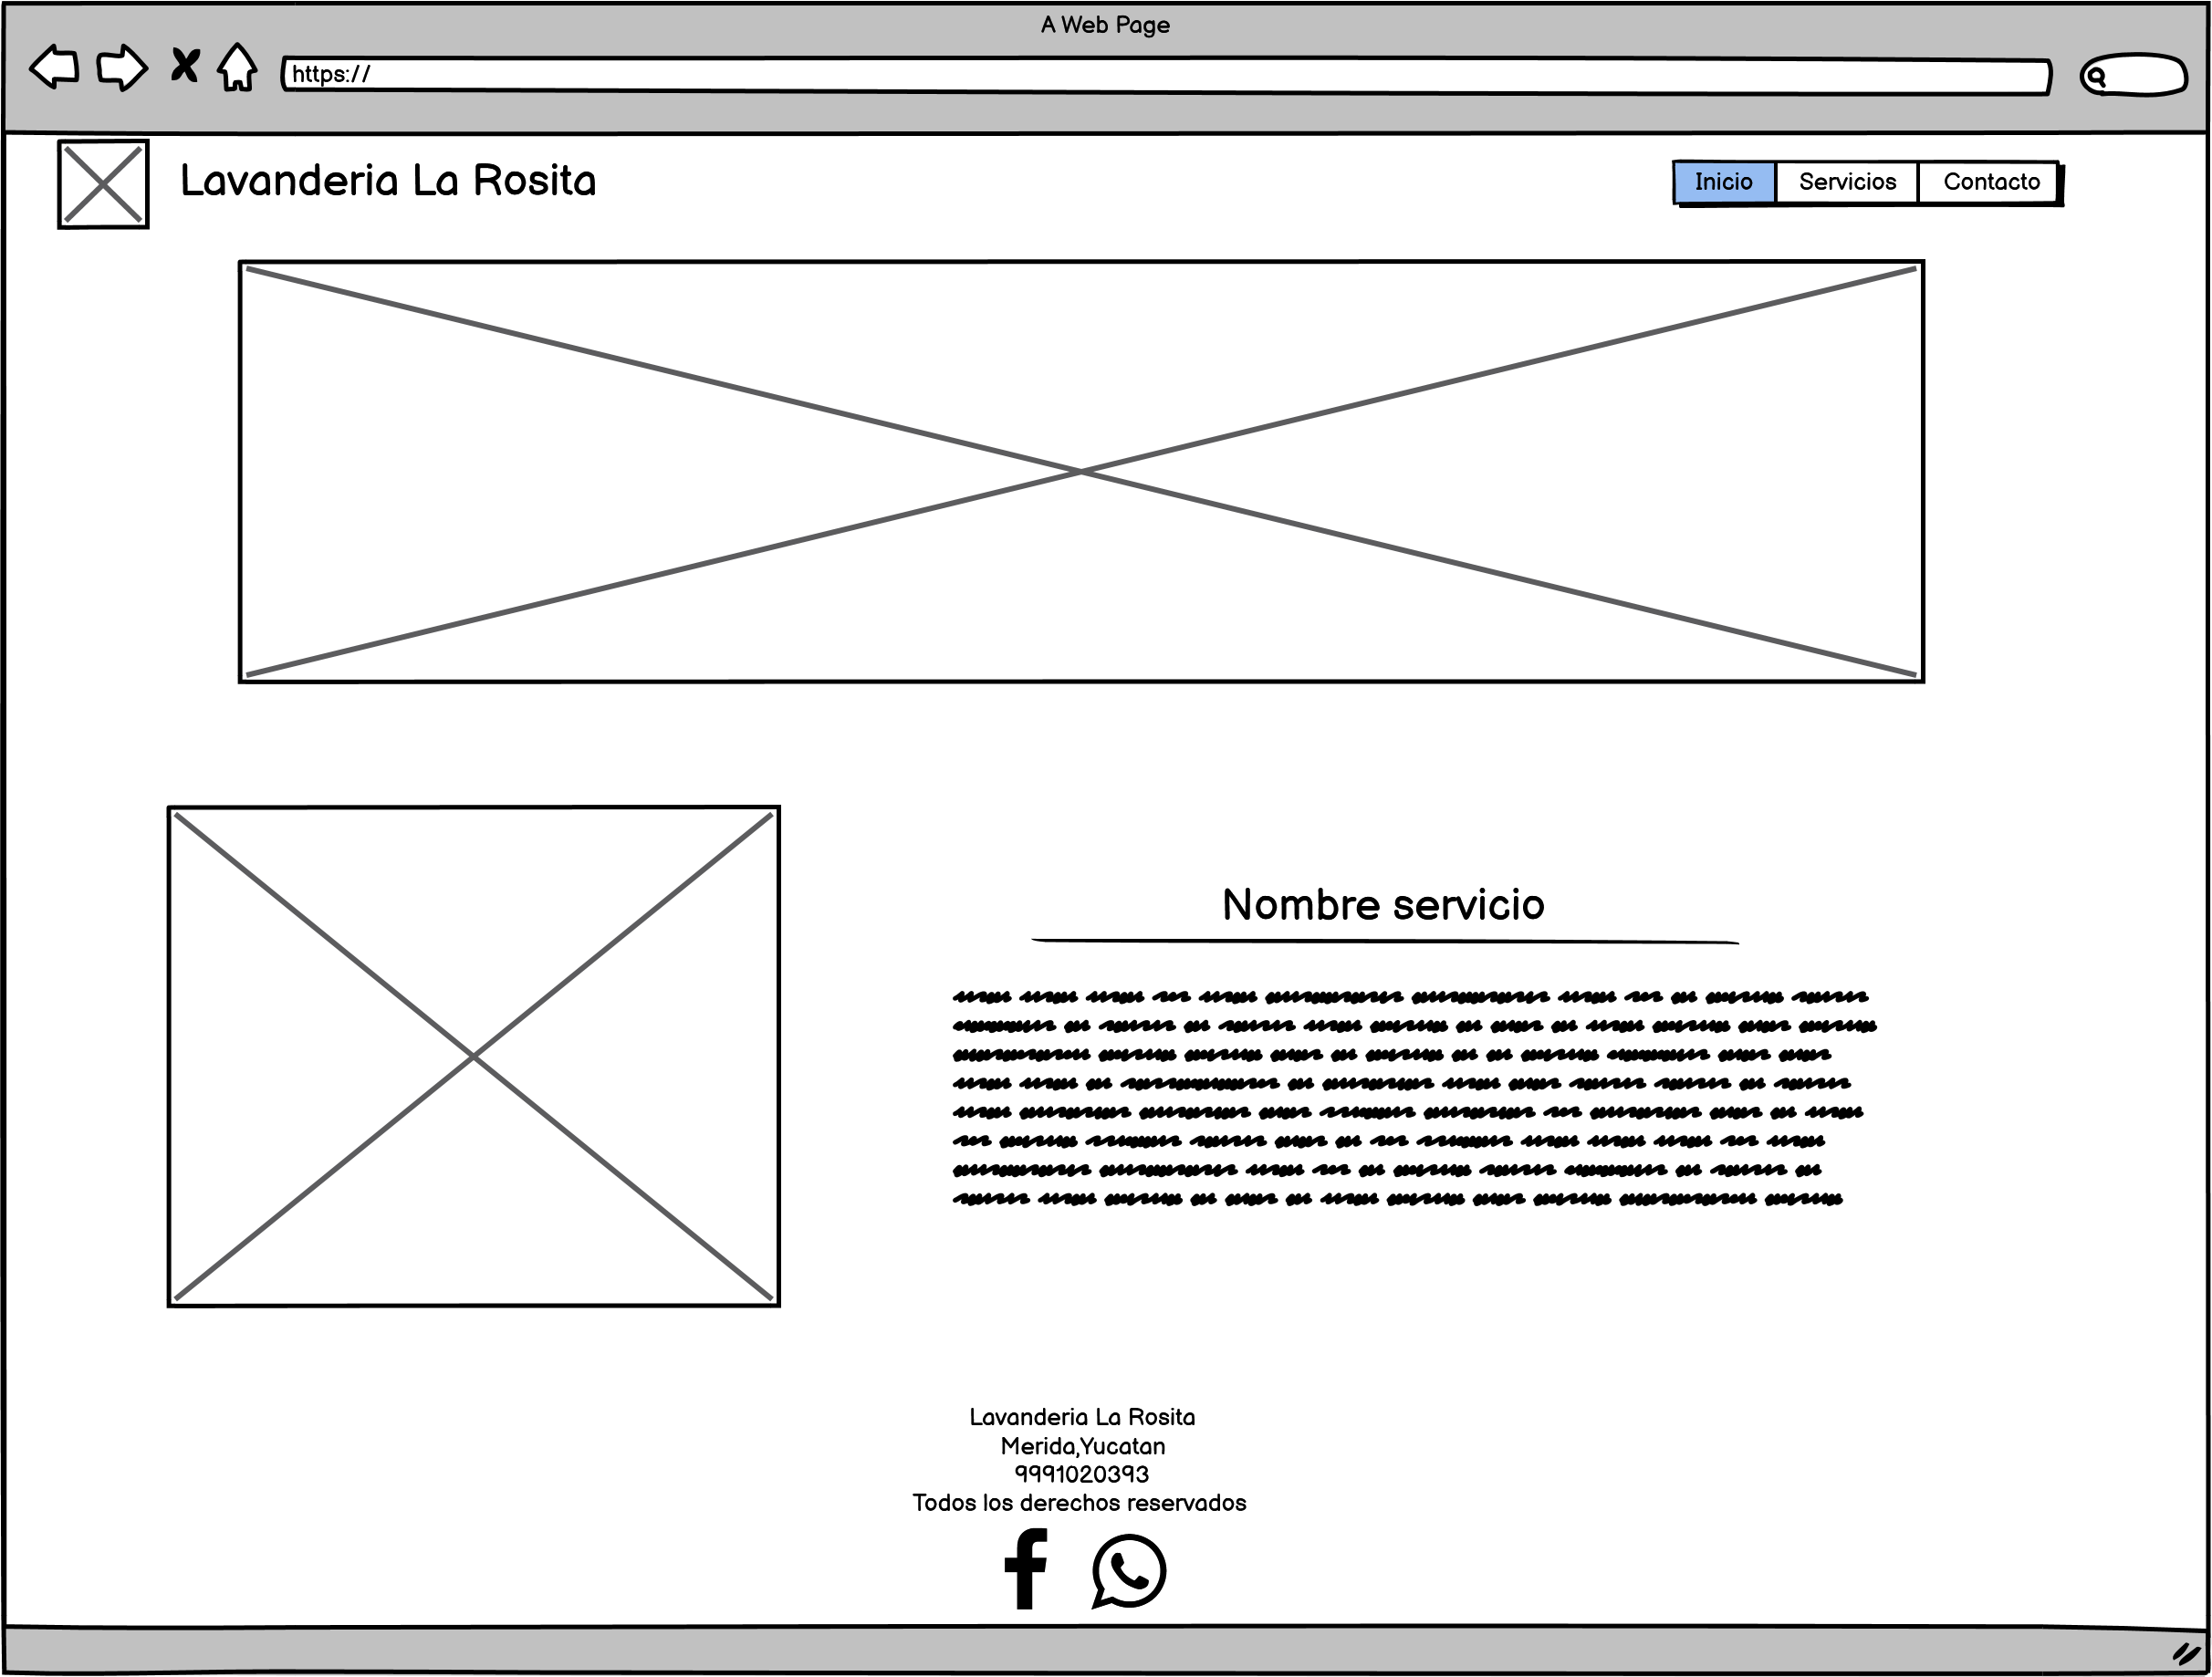 A Web Page
https://
Lavanderia La Rosita
Inicio Servicios Contacto
Nombre servicio
Lavanderia La Rosita
Merida,Yucatan
9991020393
Todos los derechos reservados